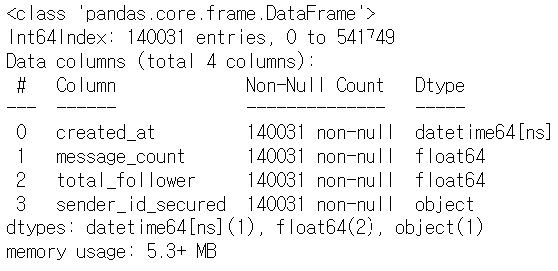 <class 'pandas.core.frame.DataFrame'>
Int64Index: 140031 entries, 0 to 541749
Data columns (total 4 columns):
 #   Column             Non-Null Count   Dtype
---  ------             --------------   -----
 0   created_at         140031 non-null  datetime64[ns]
 1   message_count      140031 non-null  float64
 2   total_follower     140031 non-null  float64
 3   sender_id_secured  140031 non-null  object
dtypes: datetime64[ns](1), float64(2), object(1)
memory usage: 5.3+ MB